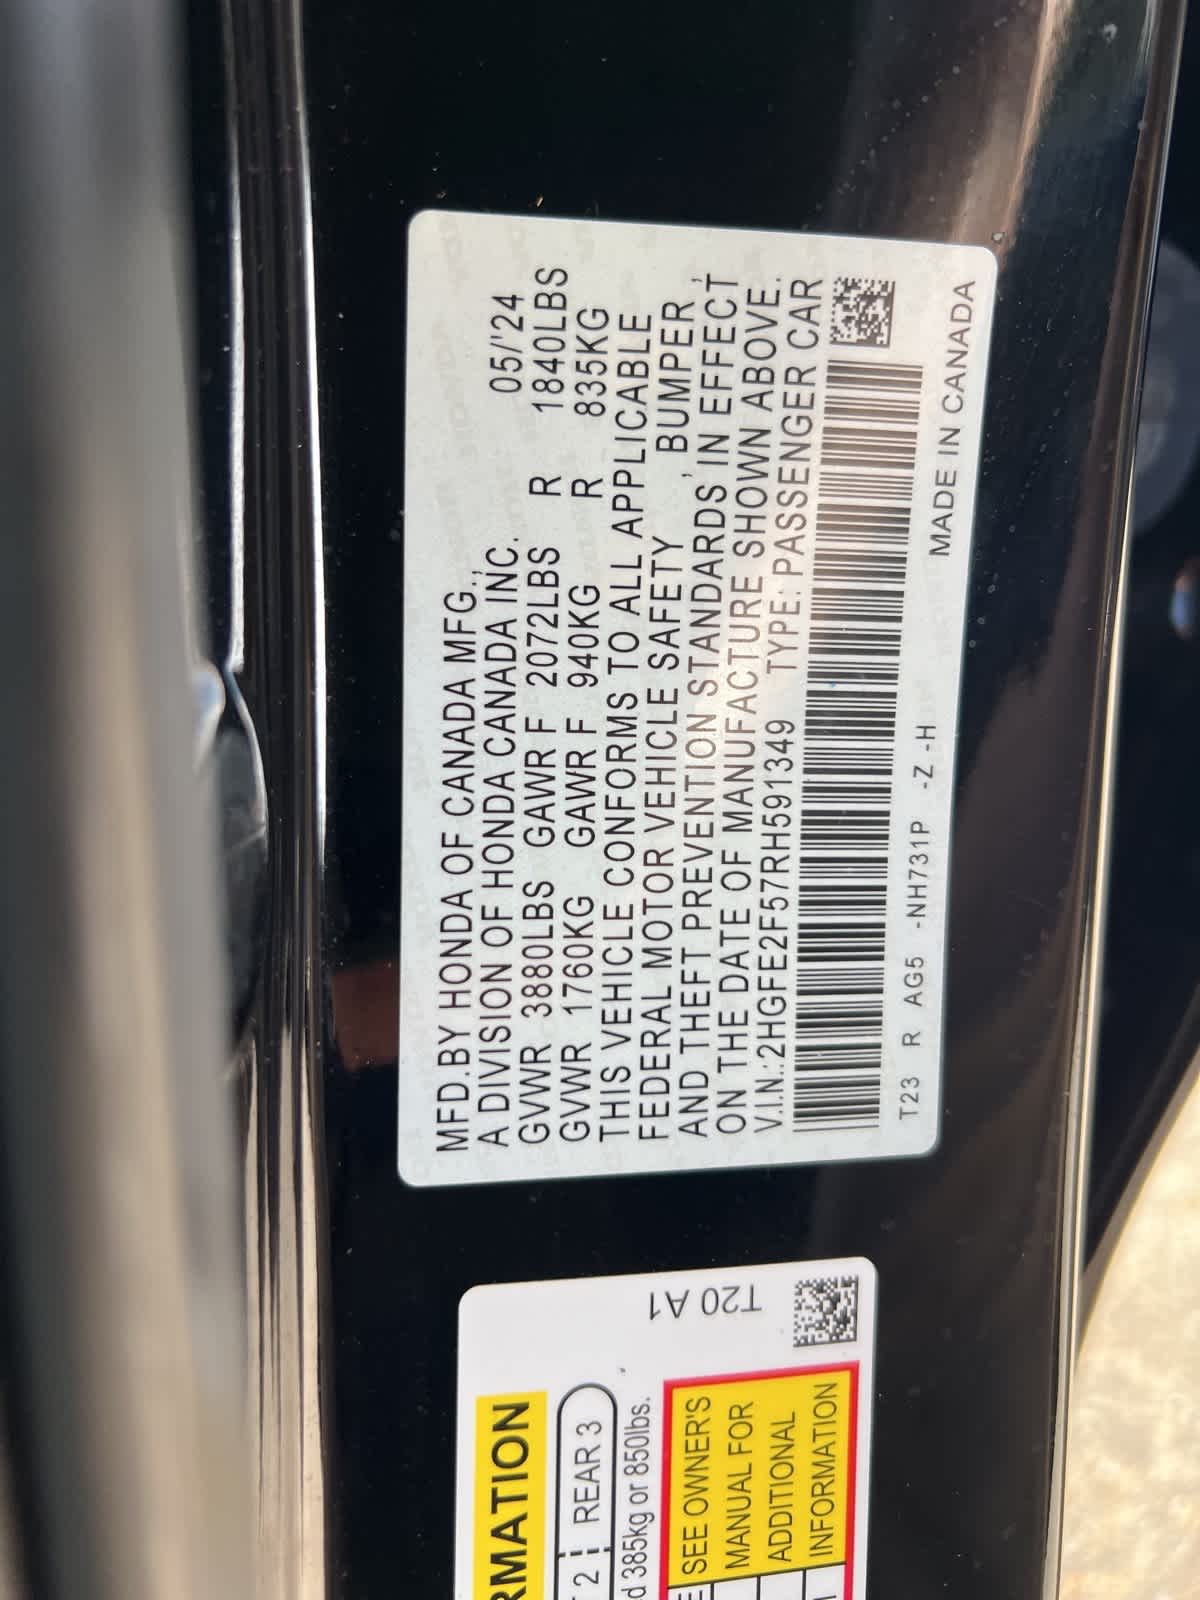 MFD.BY HONDA OF CANADA MFG.,
A DIVISION OF HONDA CANADA INC. 05/'24
GVWR 3880LBS GAWR F 2072LBS R 1840LBS
GVWR 1760KG GAWR F 940KG R 835KG
THIS VEHICLE CONFORMS TO ALL APPLICABLE
FEDERAL MOTOR VEHICLE SAFETY , BUMPER ,
AND THEFT PREVENTION STANDARDS IN EFFECT
ON THE DATE OF MANUFACTURE SHOWN ABOVE.
V.I.N.:2HGFE2F57RH591349 TYPE: PASSENGER CAR
T23 R AG5 -NH731P -Z -H MADE IN CANADA
T20 A1
RMATION
T 2 REAR 3
d 385kg or 850lbs.
SEE OWNER'S
MANUAL FOR
ADDITIONAL
INFORMATION